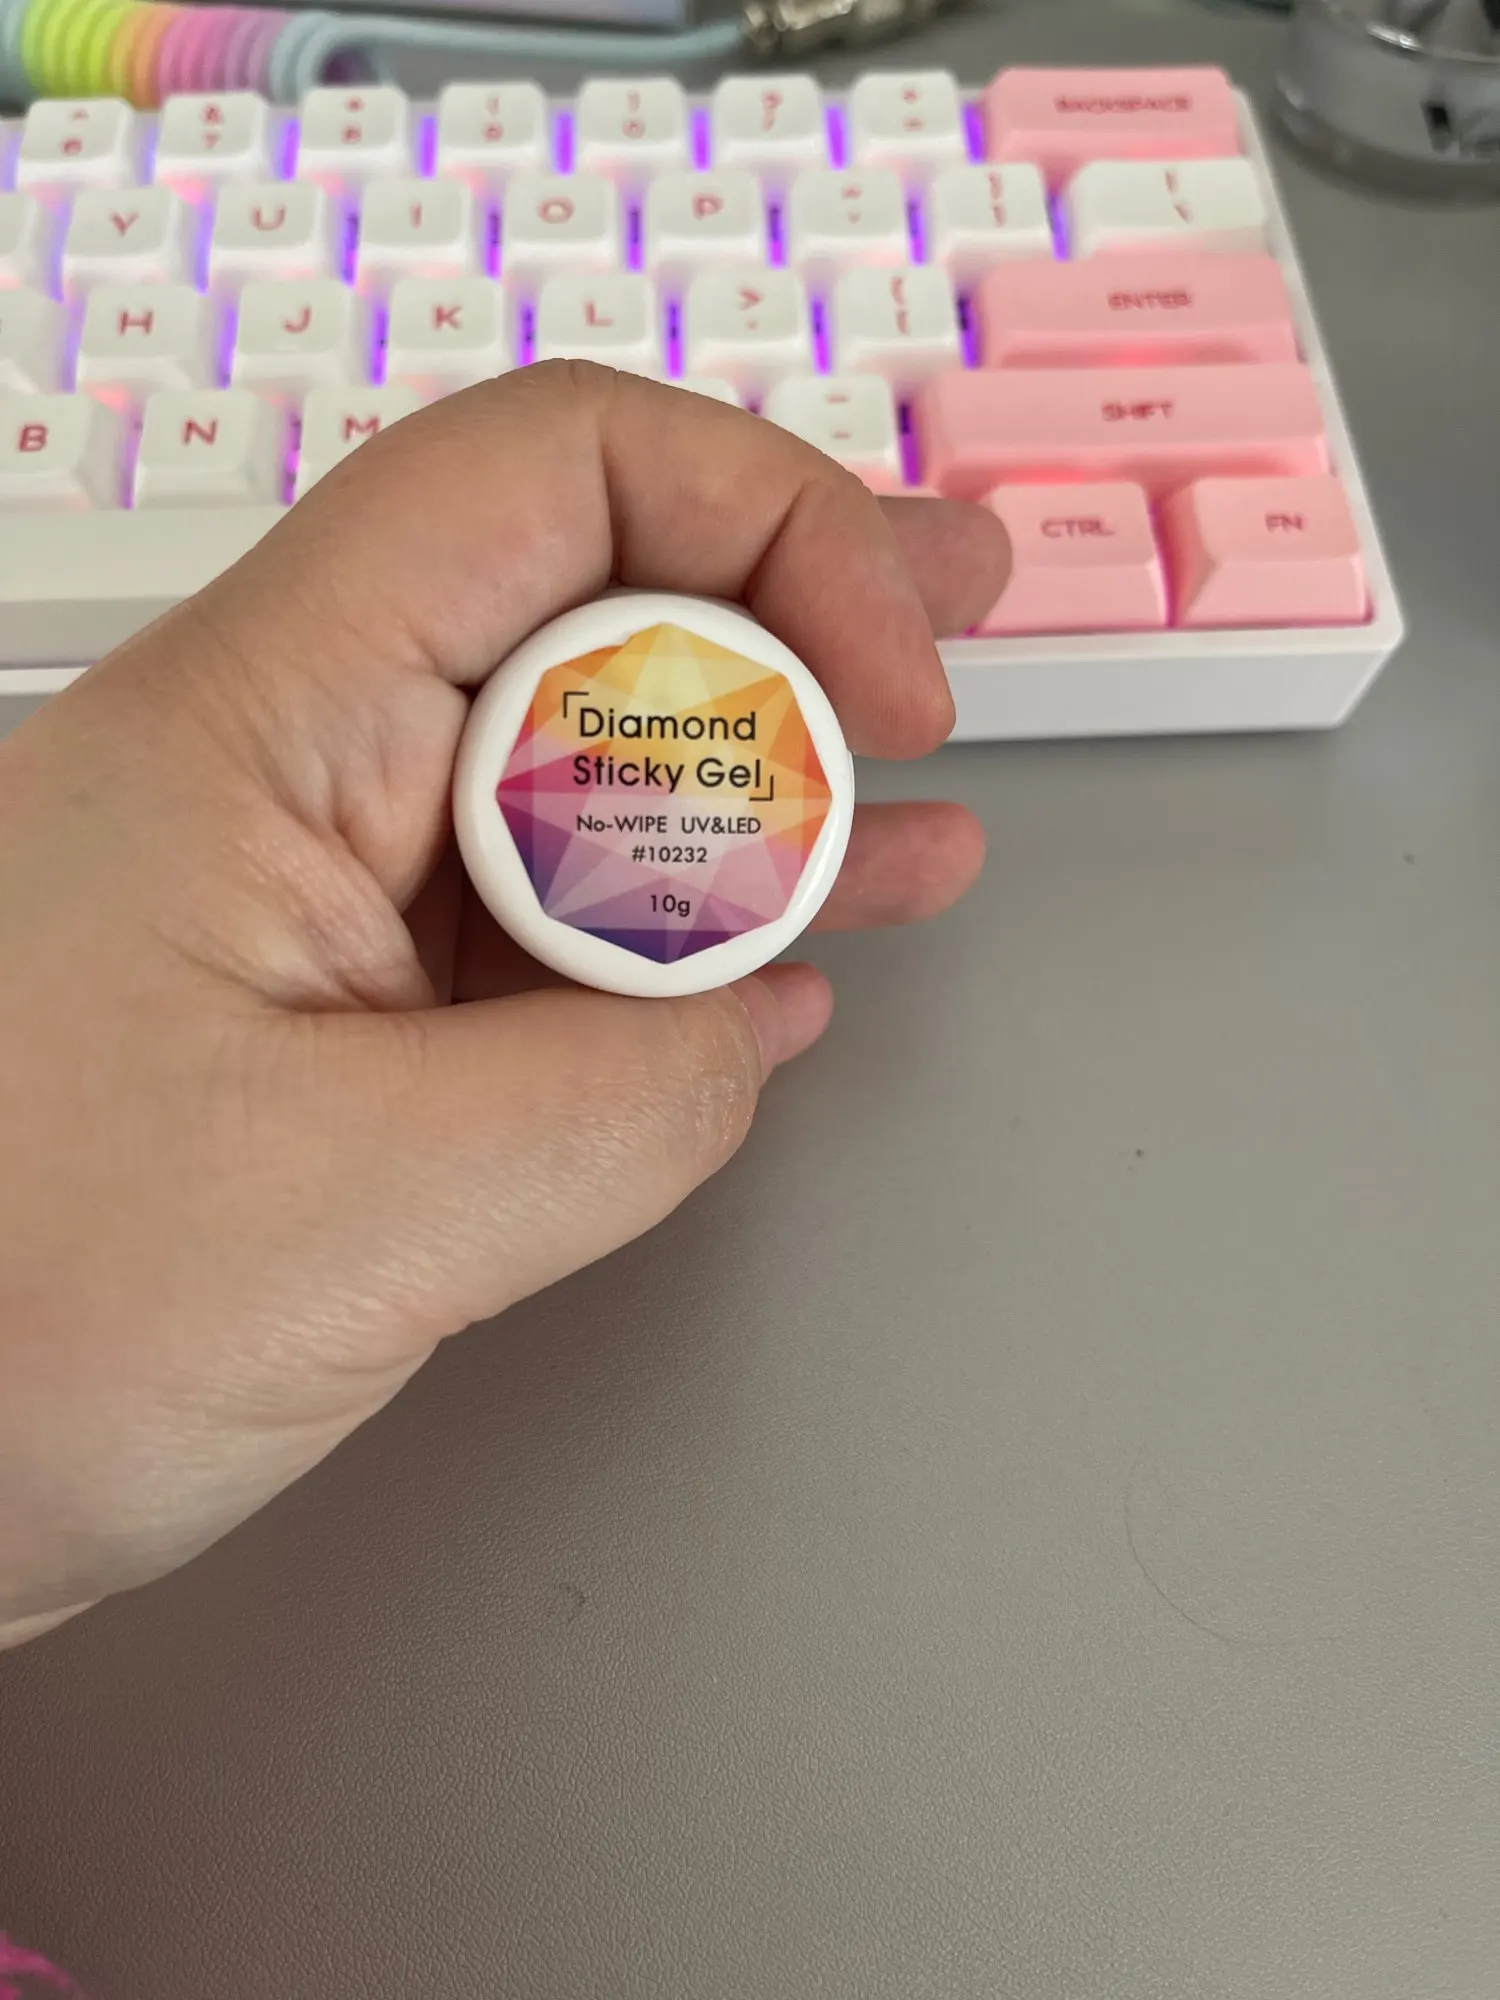 BACKSPACE
Y U I O P
H J K L
ENTER
B N M
SHIFT
CTRL FN
「Diamond
Sticky Gel」
No-WIPE UV&LED
#10232
10g